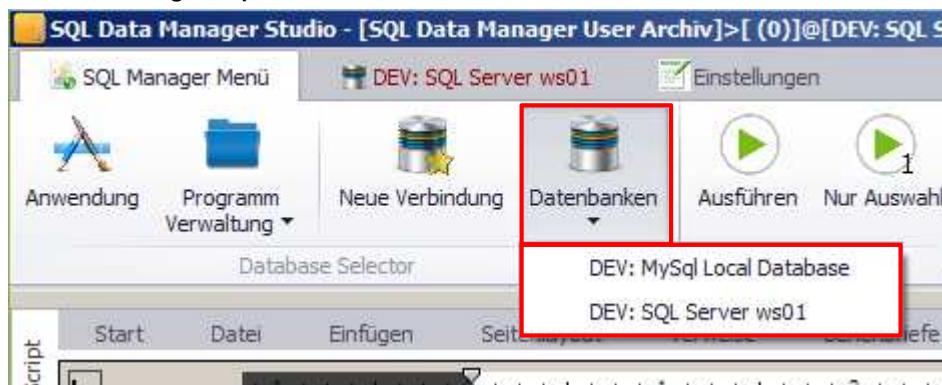 SQL Data Manager Studio - [SQL Data Manager User Archiv]>[ (0)]@[DEV: SQL S
SQL Manager Menü
DEV: SQL Server ws01
Einstellungen
Anwendung
Programm
Verwaltung
Neue Verbindung
Datenbanken
Ausführen
1
Nur Auswahl
Database Selector
DEV: MySql Local Database
DEV: SQL Server ws01
Start
Datei
Einfügen
Script